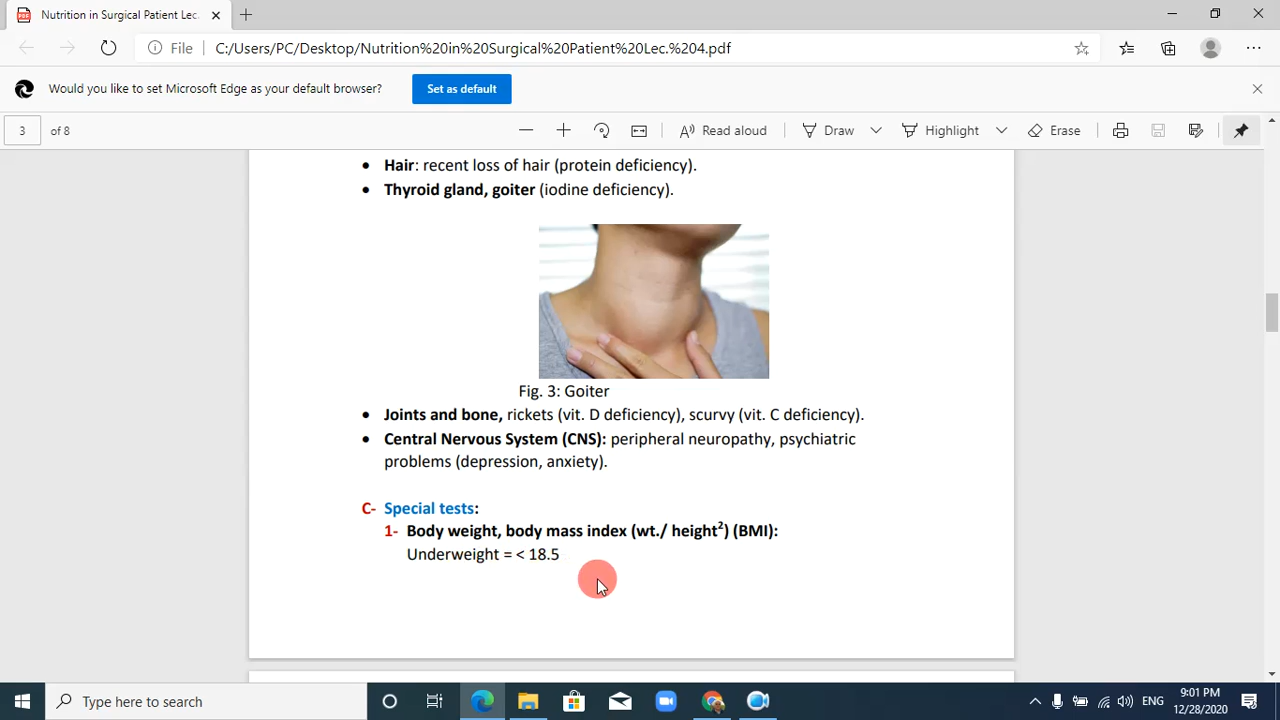 Nutrition in Surgical Patient Lec.
File
C:/Users/PC/Desktop/Nutrition%20in%20Surgical%20Patient%20Lec.%204.pdf
Would you like to set Microsoft Edge as your default browser?
Set as default
3 of 8
Read aloud
Draw
Highlight
Erase
• Hair: recent loss of hair (protein deficiency).
• Thyroid gland, goiter (iodine deficiency).
Fig. 3: Goiter
• Joints and bone, rickets (vit. D deficiency), scurvy (vit. C deficiency).
• Central Nervous System (CNS): peripheral neuropathy, psychiatric
problems (depression, anxiety).
C- Special tests:
1- Body weight, body mass index (wt./ height²) (BMI):
Underweight = < 18.5
Type here to search
ENG
9:01 PM
12/28/2020